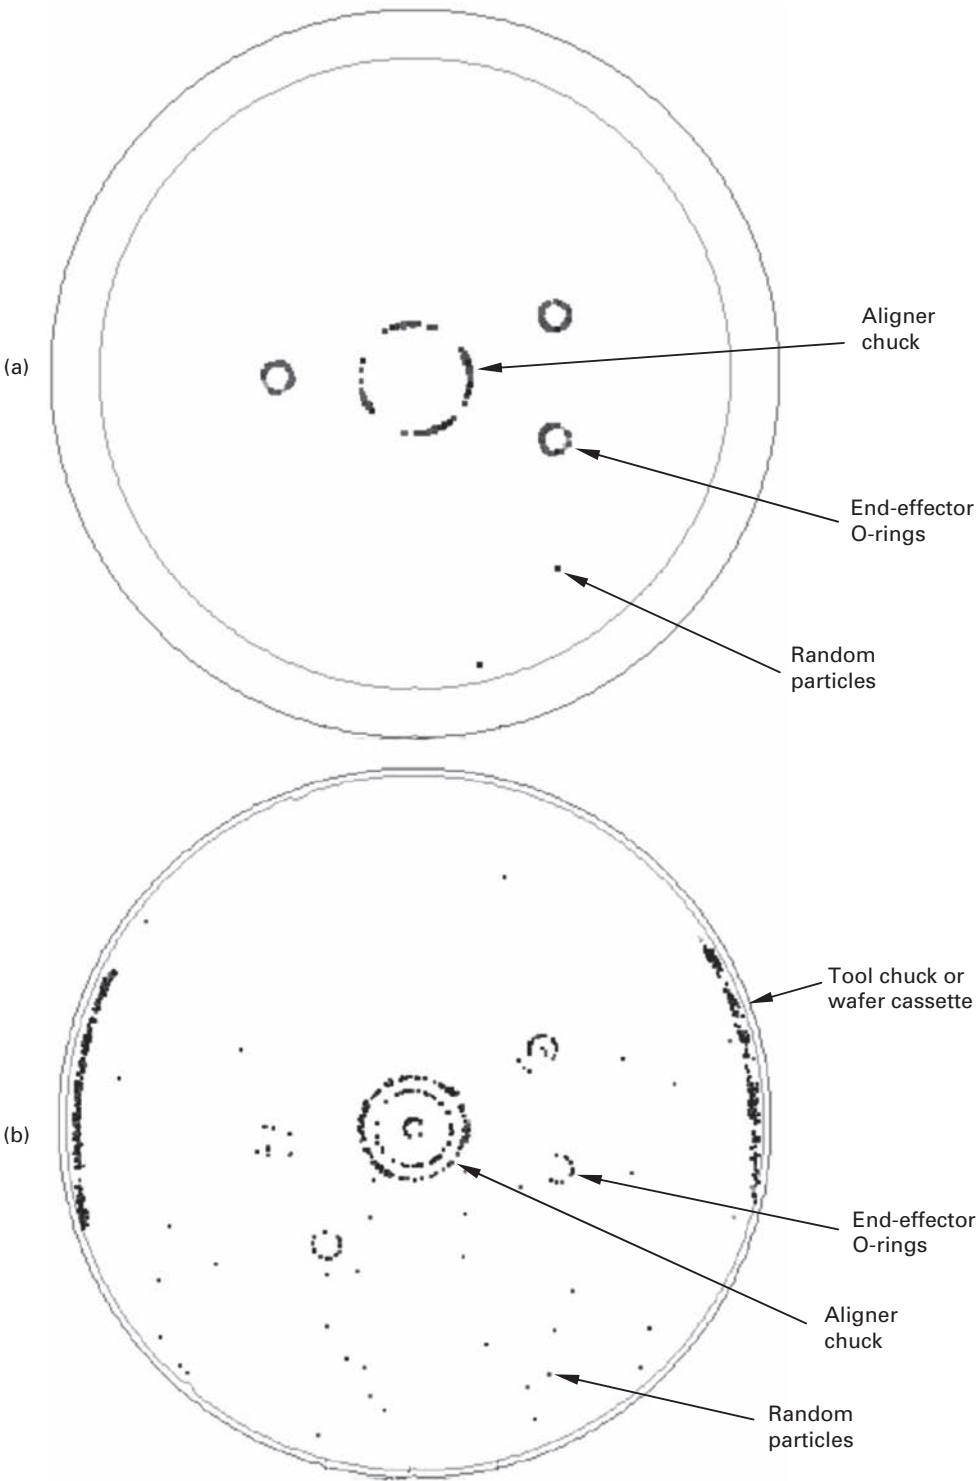 (a)
Aligner
chuck
End-effector
O-rings
Random
particles
(b)
Tool chuck or
wafer cassette
End-effector
O-rings
Aligner
chuck
Random
particles